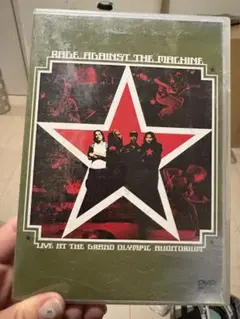 RAGE AGAINST THE MACHINE
LIVE AT THE GRAND OLYMPIC AUDITORIUM
DVD